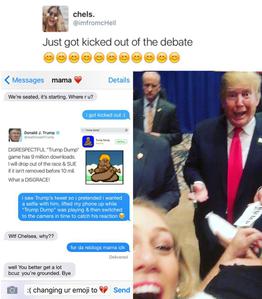 chels.
@imfromcHell
Just got kicked out of the debate
😊😊😊😊😊😊😊😊😊😊😊
Messages mama 💔 Details
We're seated, it's starting. Where r u?
i got kicked out :(
Donald J. Trump
DISRESPECTFUL "Trump Dump"
game has 9 million downloads.
I will drop out of the race & SUE
if it isn't removed before 10 mil.
What a DISGRACE!
I saw Trump's tweet so i pretended i wanted
a selfie with him, lifted my phone up while
"Trump Dump" was playing & then switched
to the camera in time to catch his reaction
Wtf Chelsea, why??
for da retxogs mama idk
Delivered
well You better get a lot
bcuz you're grounded. Bye
:( changing ur emoji to 💔 Send